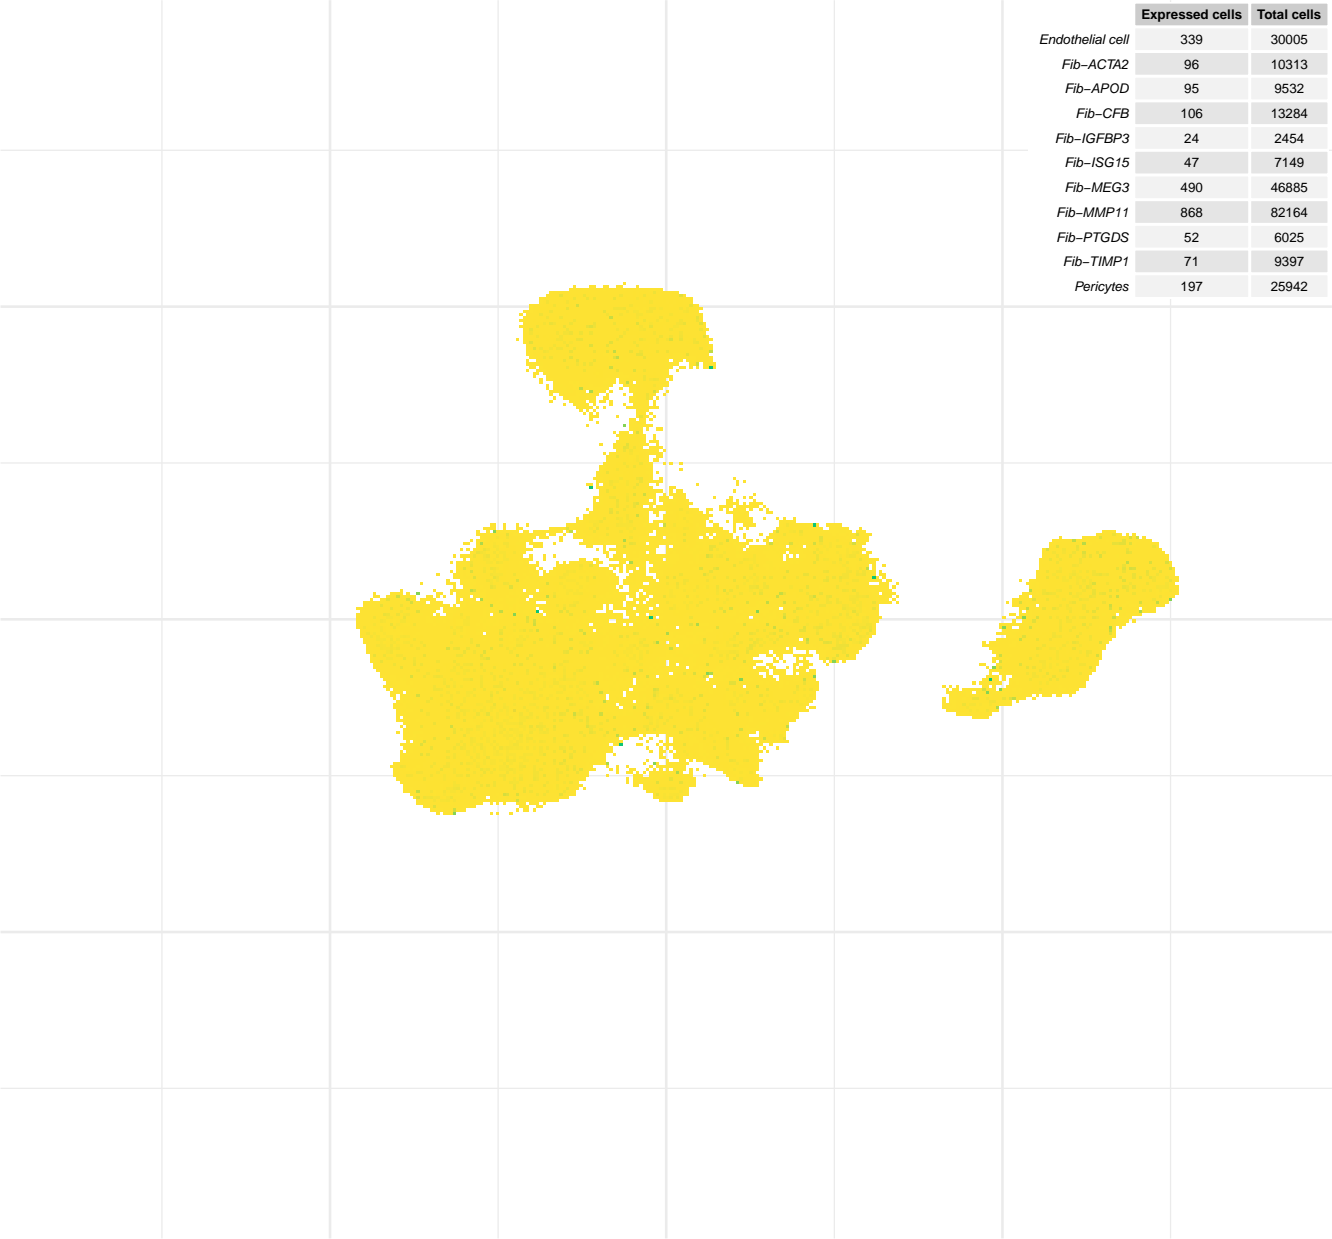 Expressed cells Total cells
Endothelial cell 339 30005
Fib−ACTA2 96 10313
Fib−APOD 95 9532
Fib−CFB 106 13284
Fib−IGFBP3 24 2454
Fib−ISG15 47 7149
Fib−MEG3 490 46885
Fib−MMP11 868 82164
Fib−PTGDS 52 6025
Fib−TIMP1 71 9397
Pericytes 197 25942